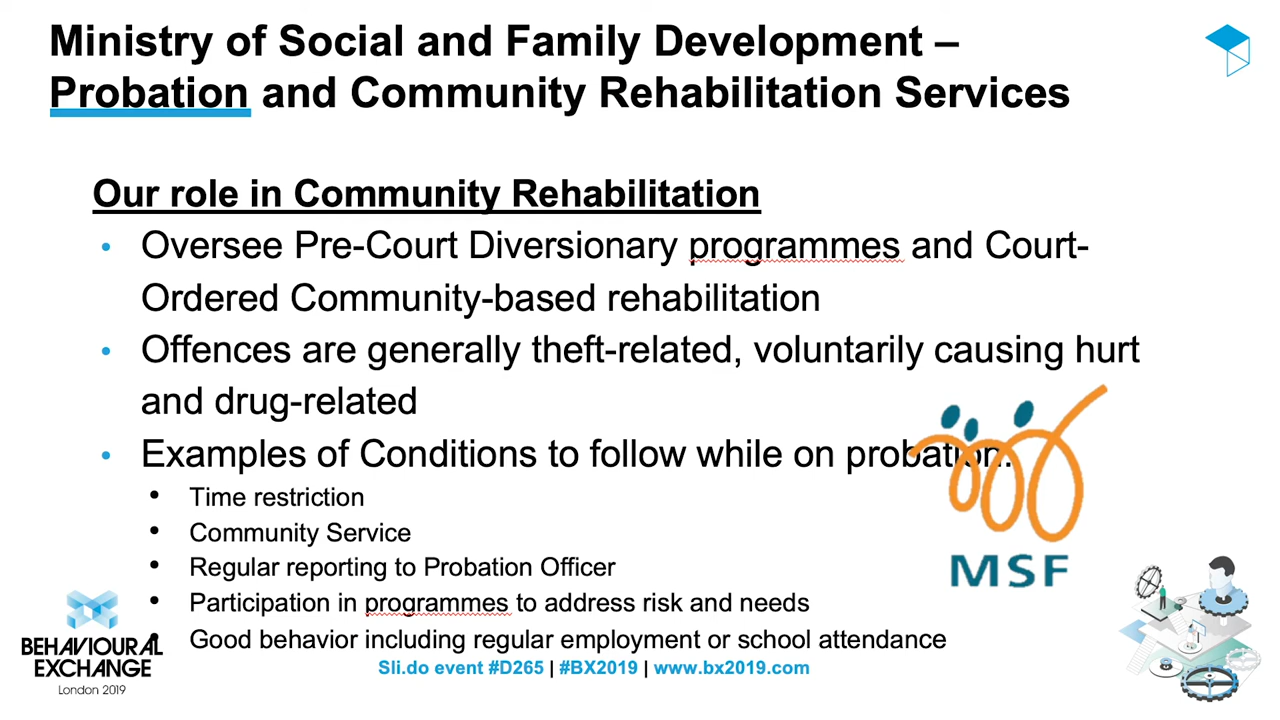 Ministry of Social and Family Development –
Probation and Community Rehabilitation Services
Our role in Community Rehabilitation
• Oversee Pre-Court Diversionary programmes and Court-
Ordered Community-based rehabilitation
• Offences are generally theft-related, voluntarily causing hurt
and drug-related
• Examples of Conditions to follow while on probation:
• Time restriction
• Community Service
• Regular reporting to Probation Officer
• Participation in programmes to address risk and needs
• Good behavior including regular employment or school attendance
MSF
BEHAVIOURAL
EXCHANGE
London 2019
Sli.do event #D265 | #BX2019 | www.bx2019.com